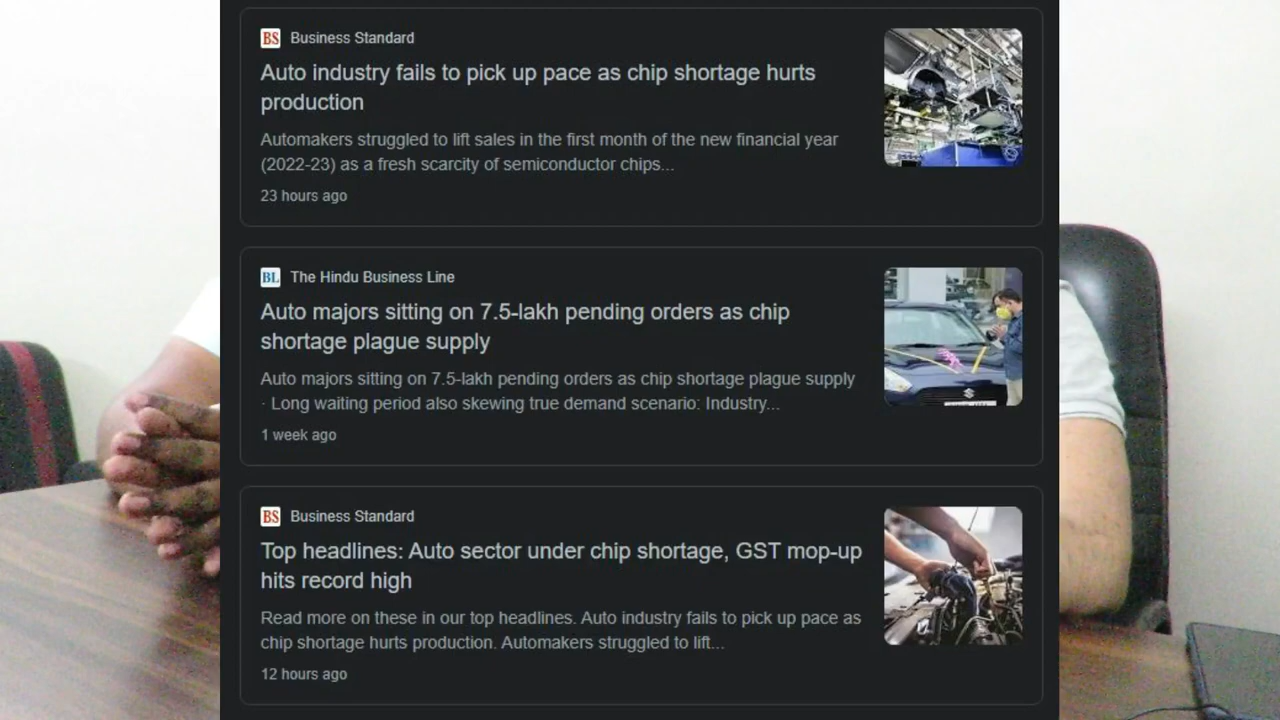 BS Business Standard
Auto industry fails to pick up pace as chip shortage hurts
production
Automakers struggled to lift sales in the first month of the new financial year
(2022-23) as a fresh scarcity of semiconductor chips...
23 hours ago
BL The Hindu Business Line
Auto majors sitting on 7.5-lakh pending orders as chip
shortage plague supply
Auto majors sitting on 7.5-lakh pending orders as chip shortage plague supply
· Long waiting period also skewing true demand scenario: Industry...
1 week ago
BS Business Standard
Top headlines: Auto sector under chip shortage, GST mop-up
hits record high
Read more on these in our top headlines. Auto industry fails to pick up pace as
chip shortage hurts production. Automakers struggled to lift...
12 hours ago